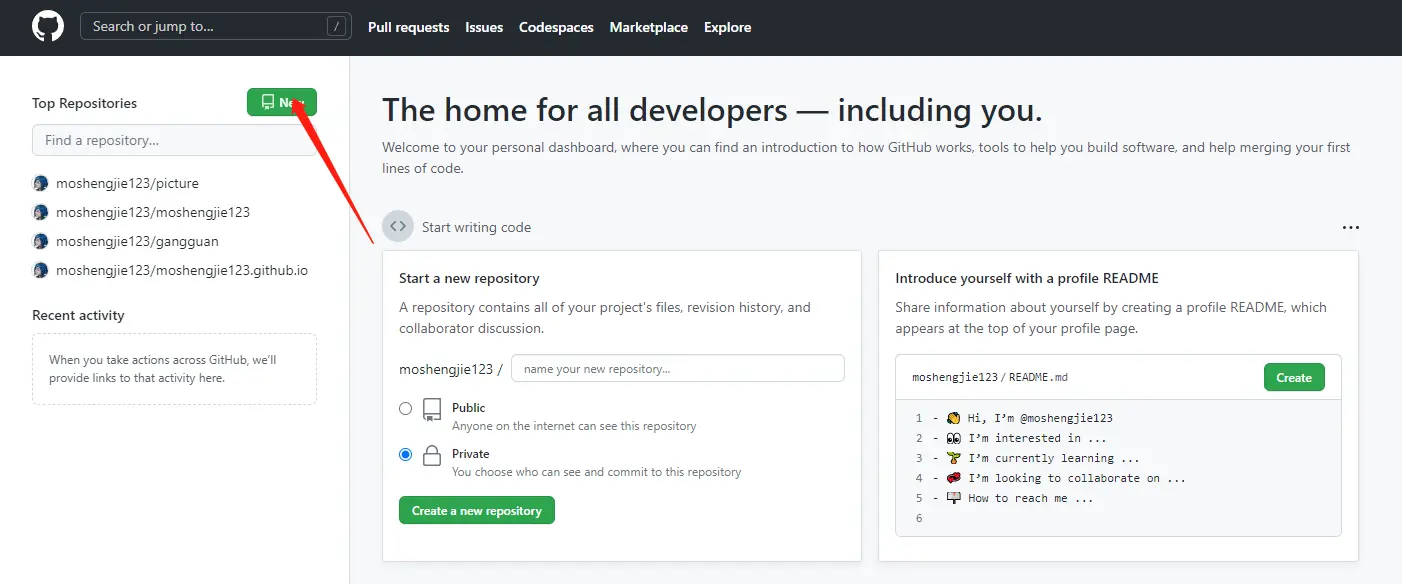 Search or jump to...
/
Pull requests
Issues
Codespaces
Marketplace
Explore
Top Repositories
New
Find a repository...
moshengjie123/picture
moshengjie123/moshengjie123
moshengjie123/gangguan
moshengjie123/moshengjie123.github.io
Recent activity
When you take actions across GitHub, we'll
provide links to that activity here.
The home for all developers — including you.
Welcome to your personal dashboard, where you can find an introduction to how GitHub works, tools to help you build software, and help merging your first
lines of code.
Start writing code
Start a new repository
A repository contains all of your project's files, revision history, and
collaborator discussion.
moshengjie123 /
name your new repository...
Public
Anyone on the internet can see this repository
Private
You choose who can see and commit to this repository
Create a new repository
Introduce yourself with a profile README
Share information about yourself by creating a profile README, which
appears at the top of your profile page.
moshengjie123 / README.md
Create
1 - 👋 Hi, I'm @moshengjie123
2 - 👀 I'm interested in ...
3 - 🌱 I'm currently learning ...
4 - 💞️ I'm looking to collaborate on ...
5 - 📫 How to reach me ...
6